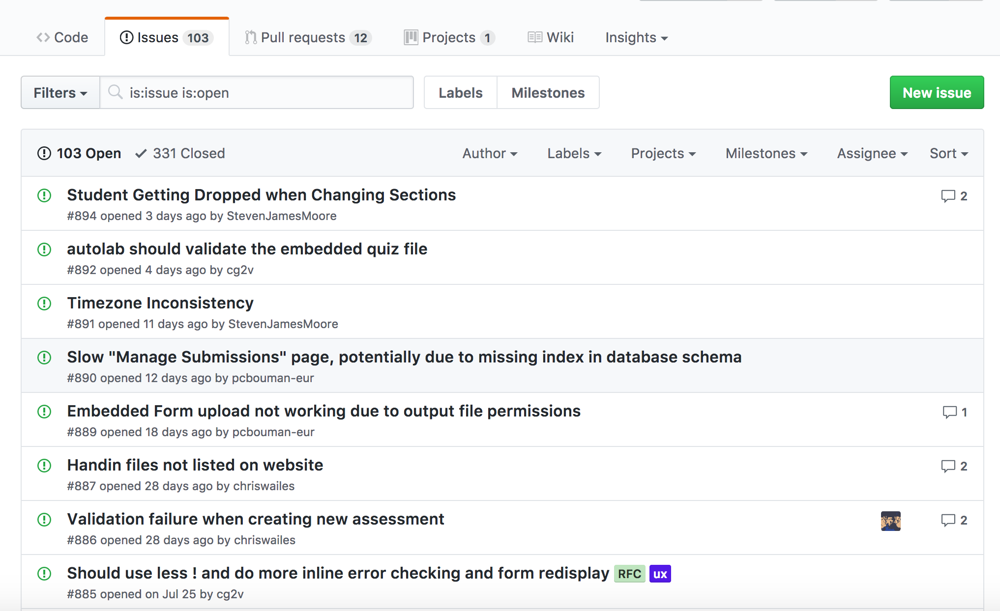 Code Issues 103 Pull requests 12 Projects 1 Wiki Insights
Filters is:issue is:open Labels Milestones New issue
103 Open 331 Closed Author Labels Projects Milestones Assignee Sort
Student Getting Dropped when Changing Sections 2
#894 opened 3 days ago by StevenJamesMoore
autolab should validate the embedded quiz file
#892 opened 4 days ago by cg2v
Timezone Inconsistency
#891 opened 11 days ago by StevenJamesMoore
Slow "Manage Submissions" page, potentially due to missing index in database schema
#890 opened 12 days ago by pcbouman-eur
Embedded Form upload not working due to output file permissions 1
#889 opened 18 days ago by pcbouman-eur
Handin files not listed on website 2
#887 opened 28 days ago by chriswailes
Validation failure when creating new assessment 2
#886 opened 28 days ago by chriswailes
Should use less ! and do more inline error checking and form redisplay RFC ux
#885 opened on Jul 25 by cg2v